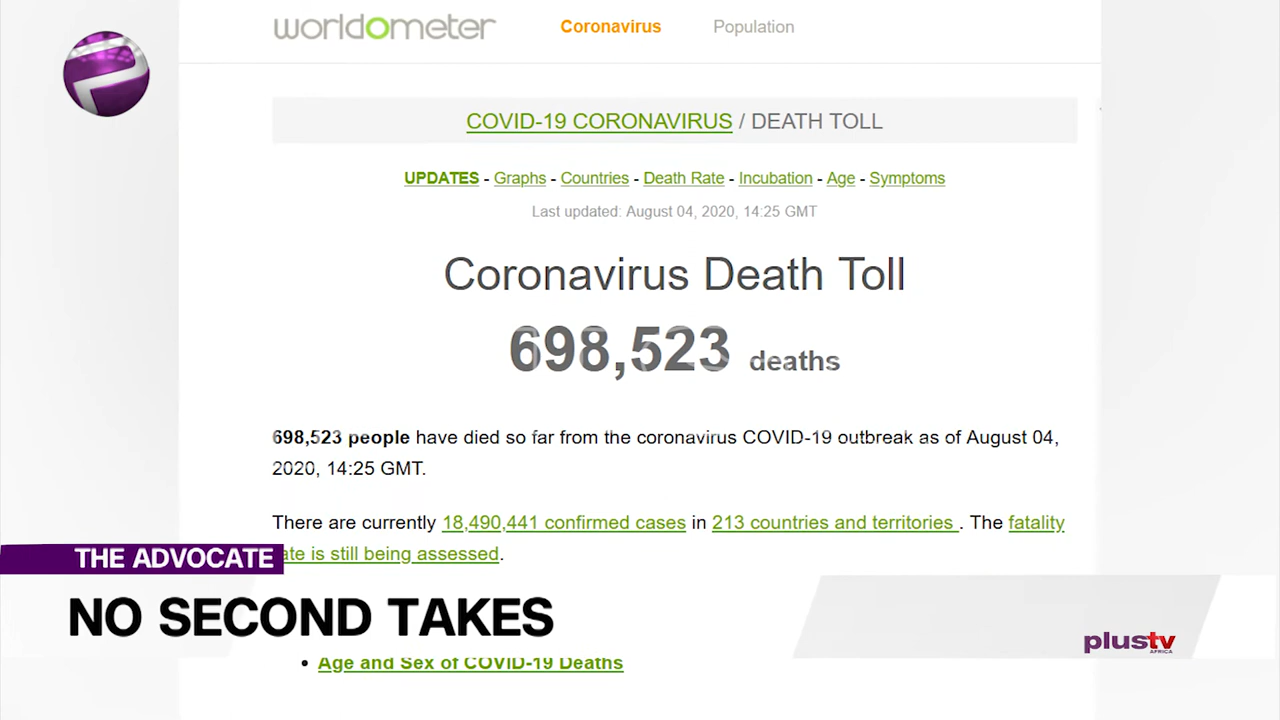 worldometer
Coronavirus
Population
COVID-19 CORONAVIRUS / DEATH TOLL
UPDATES - Graphs - Countries - Death Rate - Incubation - Age - Symptoms
Last updated: August 04, 2020, 14:25 GMT
Coronavirus Death Toll
698,523 deaths
698,523 people have died so far from the coronavirus COVID-19 outbreak as of August 04,
2020, 14:25 GMT.
There are currently 18,490,441 confirmed cases in 213 countries and territories . The fatality
is still being assessed.
THE ADVOCATE
NO SECOND TAKES
plustv
AFRICA
• Age and Sex of COVID-19 Deaths